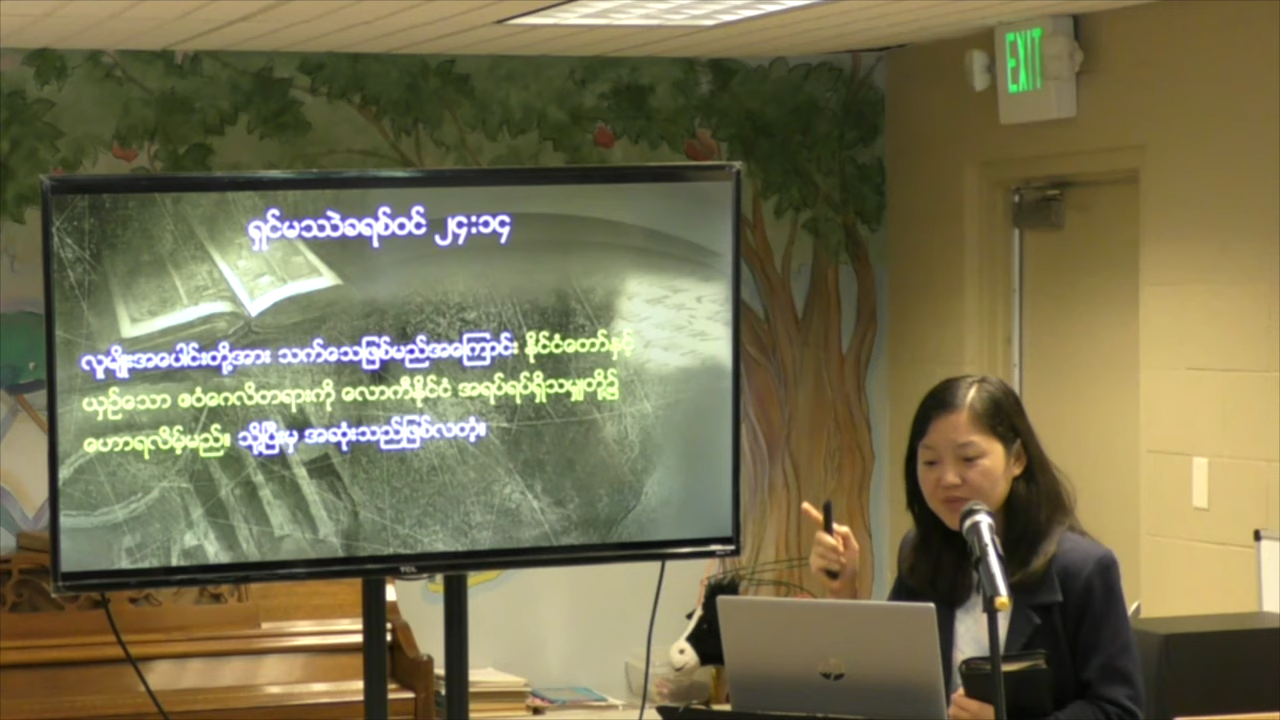 ရှင်မဿဲခရစ်ဝင် ၂၄:၁၄
လူမျိုးအပေါင်းတို့အား သက်သေဖြစ်မည်အကြောင်း နိုင်ငံတော်နှင့်
ယှဉ်သော ဧဝံဂေလိတရားကို လောကီနိုင်ငံ အရပ်ရပ်ရှိသမျှတို့၌
ဟောရလိမ့်မည်။ သို့ပြီးမှ အဆုံးသည်ဖြစ်လတံ့။
EXIT
TCL
hp